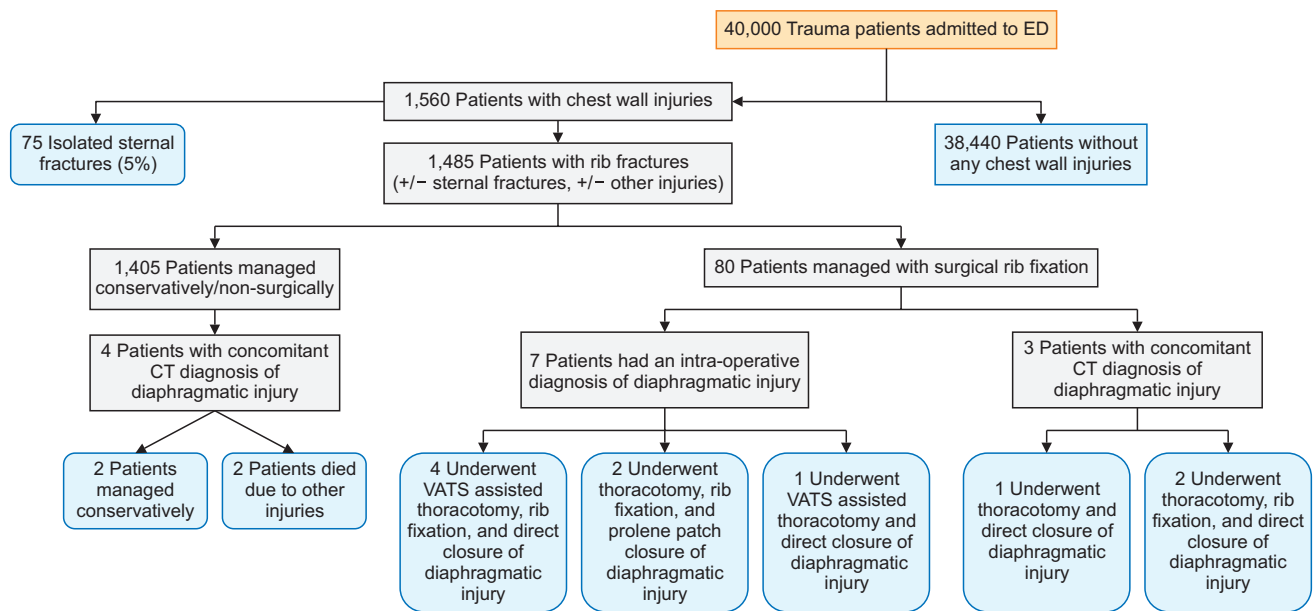 40,000 Trauma patients admitted to ED
1,560 Patients with chest wall injuries
75 Isolated sternal
fractures (5%)
38,440 Patients without
any chest wall injuries
1,485 Patients with rib fractures
(+/− sternal fractures, +/− other injuries)
1,405 Patients managed
conservatively/non-surgically
80 Patients managed with surgical rib fixation
4 Patients with concomitant
CT diagnosis of
diaphragmatic injury
7 Patients had an intra-operative
diagnosis of diaphragmatic injury
3 Patients with concomitant
CT diagnosis of
diaphragmatic injury
2 Patients
managed
conservatively
2 Patients died
due to other
injuries
4 Underwent
VATS assisted
thoracotomy, rib
fixation, and direct
closure of
diaphragmatic
injury
2 Underwent
thoracotomy, rib
fixation, and
prolene patch
closure of
diaphragmatic
injury
1 Underwent
VATS assisted
thoracotomy and
direct closure of
diaphragmatic
injury
1 Underwent
thoracotomy and
direct closure of
diaphragmatic
injury
2 Underwent
thoracotomy, rib
fixation, and direct
closure of
diaphragmatic
injury